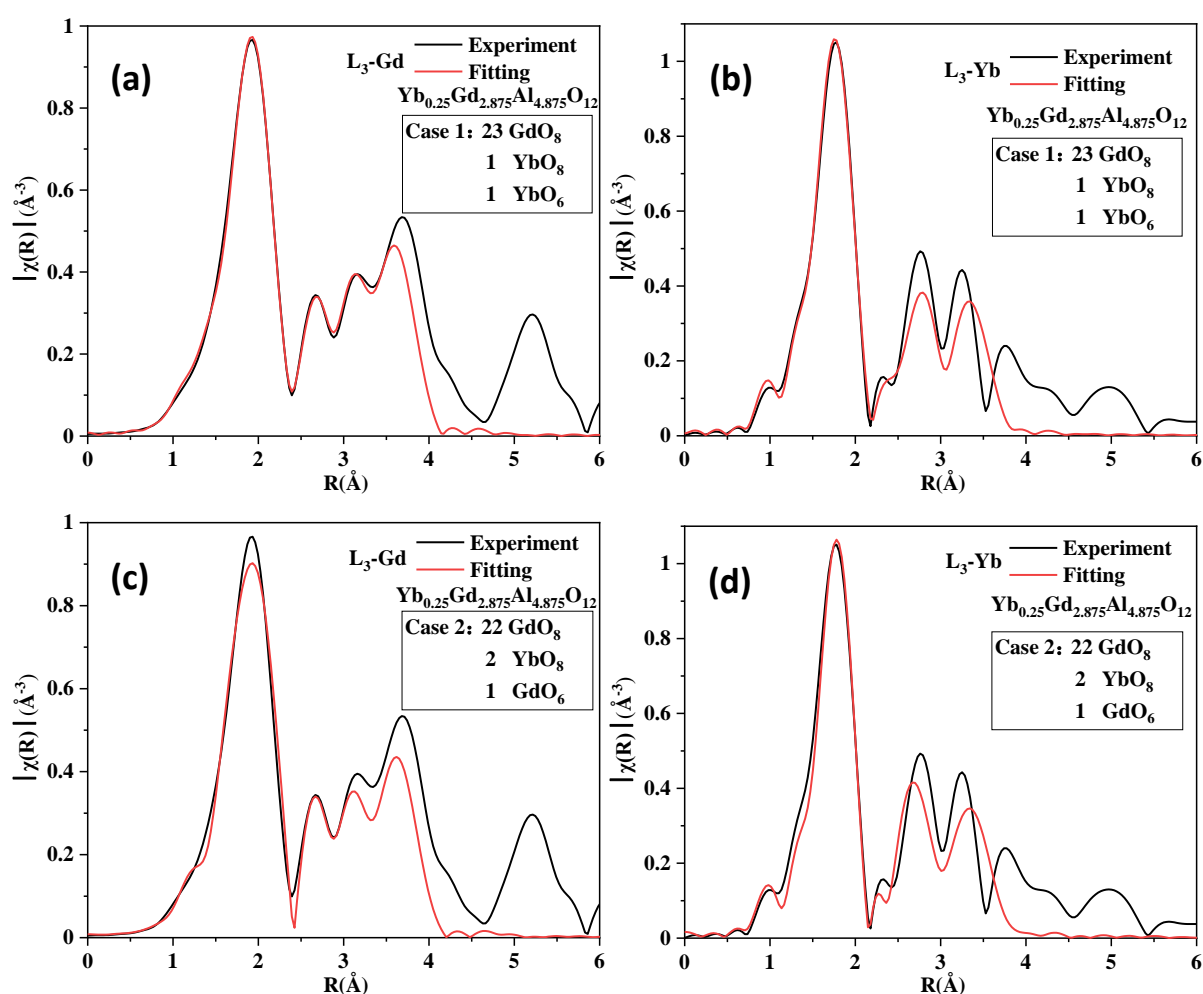 (a)
L₃-Gd
Experiment
Fitting
Yb₀.₂₅Gd₂.₈₇₅Al₄.₈₇₅O₁₂
Case 1: 23 GdO₈
1 YbO₈
1 YbO₆
|χ(R)| (Å⁻³)
1
0.8
0.6
0.4
0.2
0
0 1 2 3 4 5 6
R(Å)
(b)
L₃-Yb
Experiment
Fitting
Yb₀.₂₅Gd₂.₈₇₅Al₄.₈₇₅O₁₂
Case 1: 23 GdO₈
1 YbO₈
1 YbO₆
|χ(R)| (Å⁻³)
1
0.8
0.6
0.4
0.2
0
0 1 2 3 4 5 6
R(Å)
(c)
L₃-Gd
Experiment
Fitting
Yb₀.₂₅Gd₂.₈₇₅Al₄.₈₇₅O₁₂
Case 2: 22 GdO₈
2 YbO₈
1 GdO₆
|χ(R)| (Å⁻³)
1
0.8
0.6
0.4
0.2
0
0 1 2 3 4 5 6
R(Å)
(d)
L₃-Yb
Experiment
Fitting
Yb₀.₂₅Gd₂.₈₇₅Al₄.₈₇₅O₁₂
Case 2: 22 GdO₈
2 YbO₈
1 GdO₆
|χ(R)| (Å⁻³)
1
0.8
0.6
0.4
0.2
0
0 1 2 3 4 5 6
R(Å)